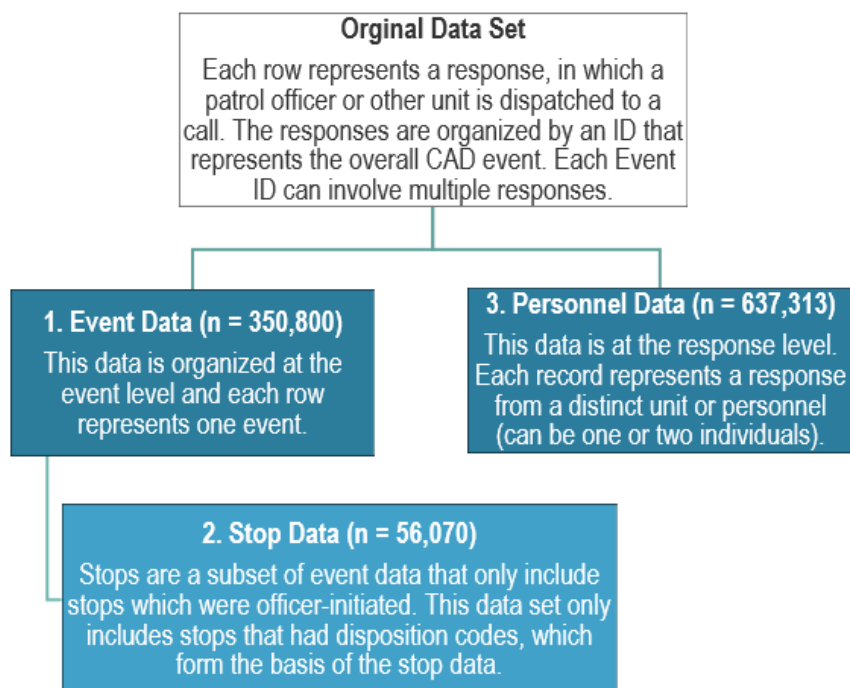 Orginal Data Set
Each row represents a response, in which a
patrol officer or other unit is dispatched to a
call. The responses are organized by an ID that
represents the overall CAD event. Each Event
ID can involve multiple responses.
1. Event Data (n = 350,800)
This data is organized at the
event level and each row
represents one event.
3. Personnel Data (n = 637,313)
This data is at the response level.
Each record represents a response
from a distinct unit or personnel
(can be one or two individuals).
2. Stop Data (n = 56,070)
Stops are a subset of event data that only include
stops which were officer-initiated. This data set only
includes stops that had disposition codes, which
form the basis of the stop data.